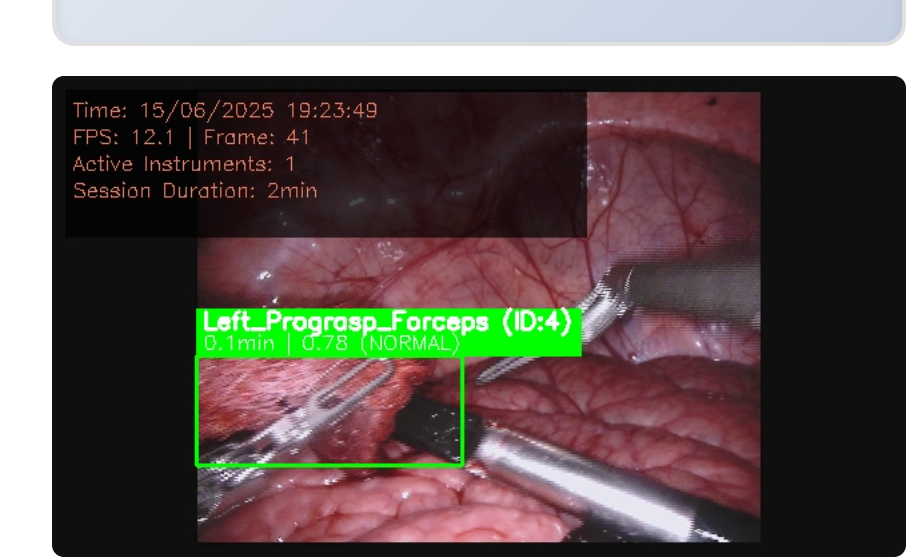 Time: 15/06/2025 19:23:49
FPS: 12.1 | Frame: 41
Active Instruments: 1
Session Duration: 2min
Left_Prograsp_Forceps (ID:4)
0.1min | 0.78 (NORMAL)